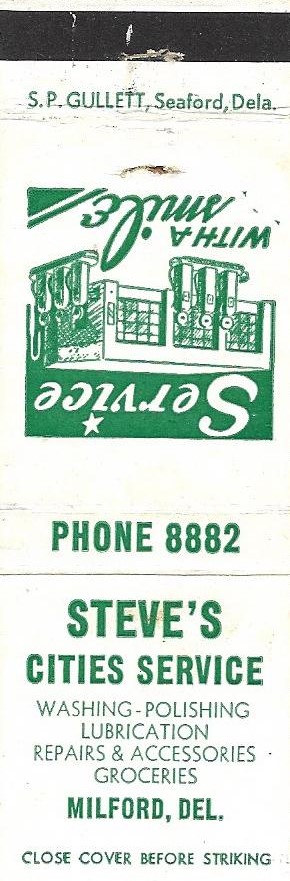 S.P. GULLETT, Seaford, Dela.
Service
WITH A smile
PHONE 8882
STEVE'S
CITIES SERVICE
WASHING-POLISHING
LUBRICATION
REPAIRS & ACCESSORIES
GROCERIES
MILFORD, DEL.
CLOSE COVER BEFORE STRIKING